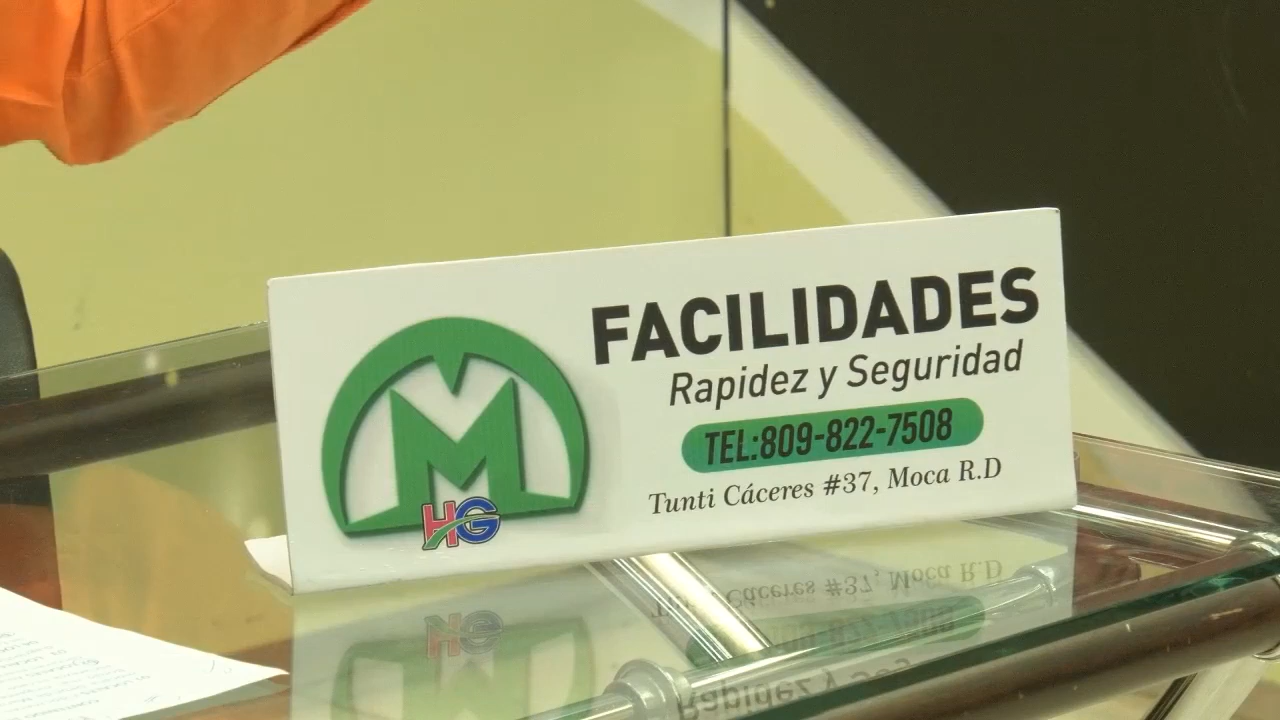 FACILIDADES
Rapidez y Seguridad
TEL:809-822-7508
Tunti Cáceres #37, Moca R.D
M
HG